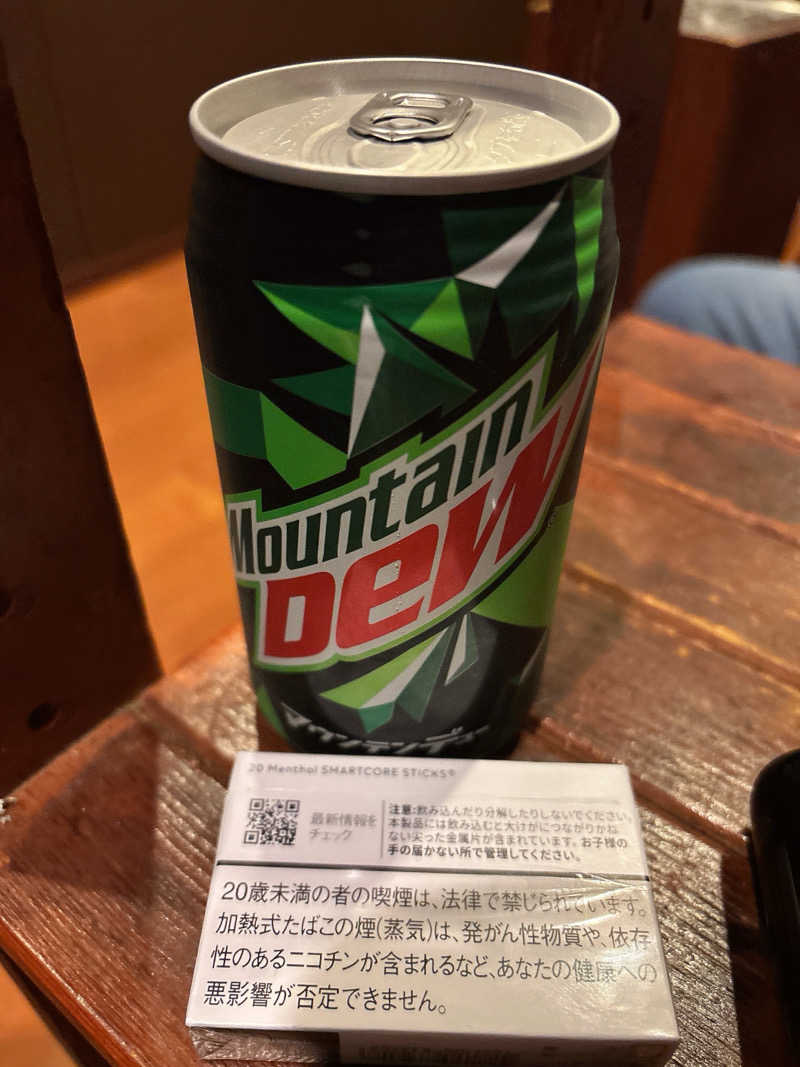 Mountain
Dew
マウンテンデュー
20 Menthol SMARTCORE STICKS®
最新情報を
チェック
注意:飲み込んだり分解したりしないでください。
本製品には飲み込むと大けがにつながりかね
ない尖った金属片が含まれています。お子様の
手の届かない所で管理してください。
20歳未満の者の喫煙は、法律で禁じられています。
加熱式たばこの煙(蒸気)は、発がん性物質や、依存
性のあるニコチンが含まれるなど、あなたの健康への
悪影響が否定できません。